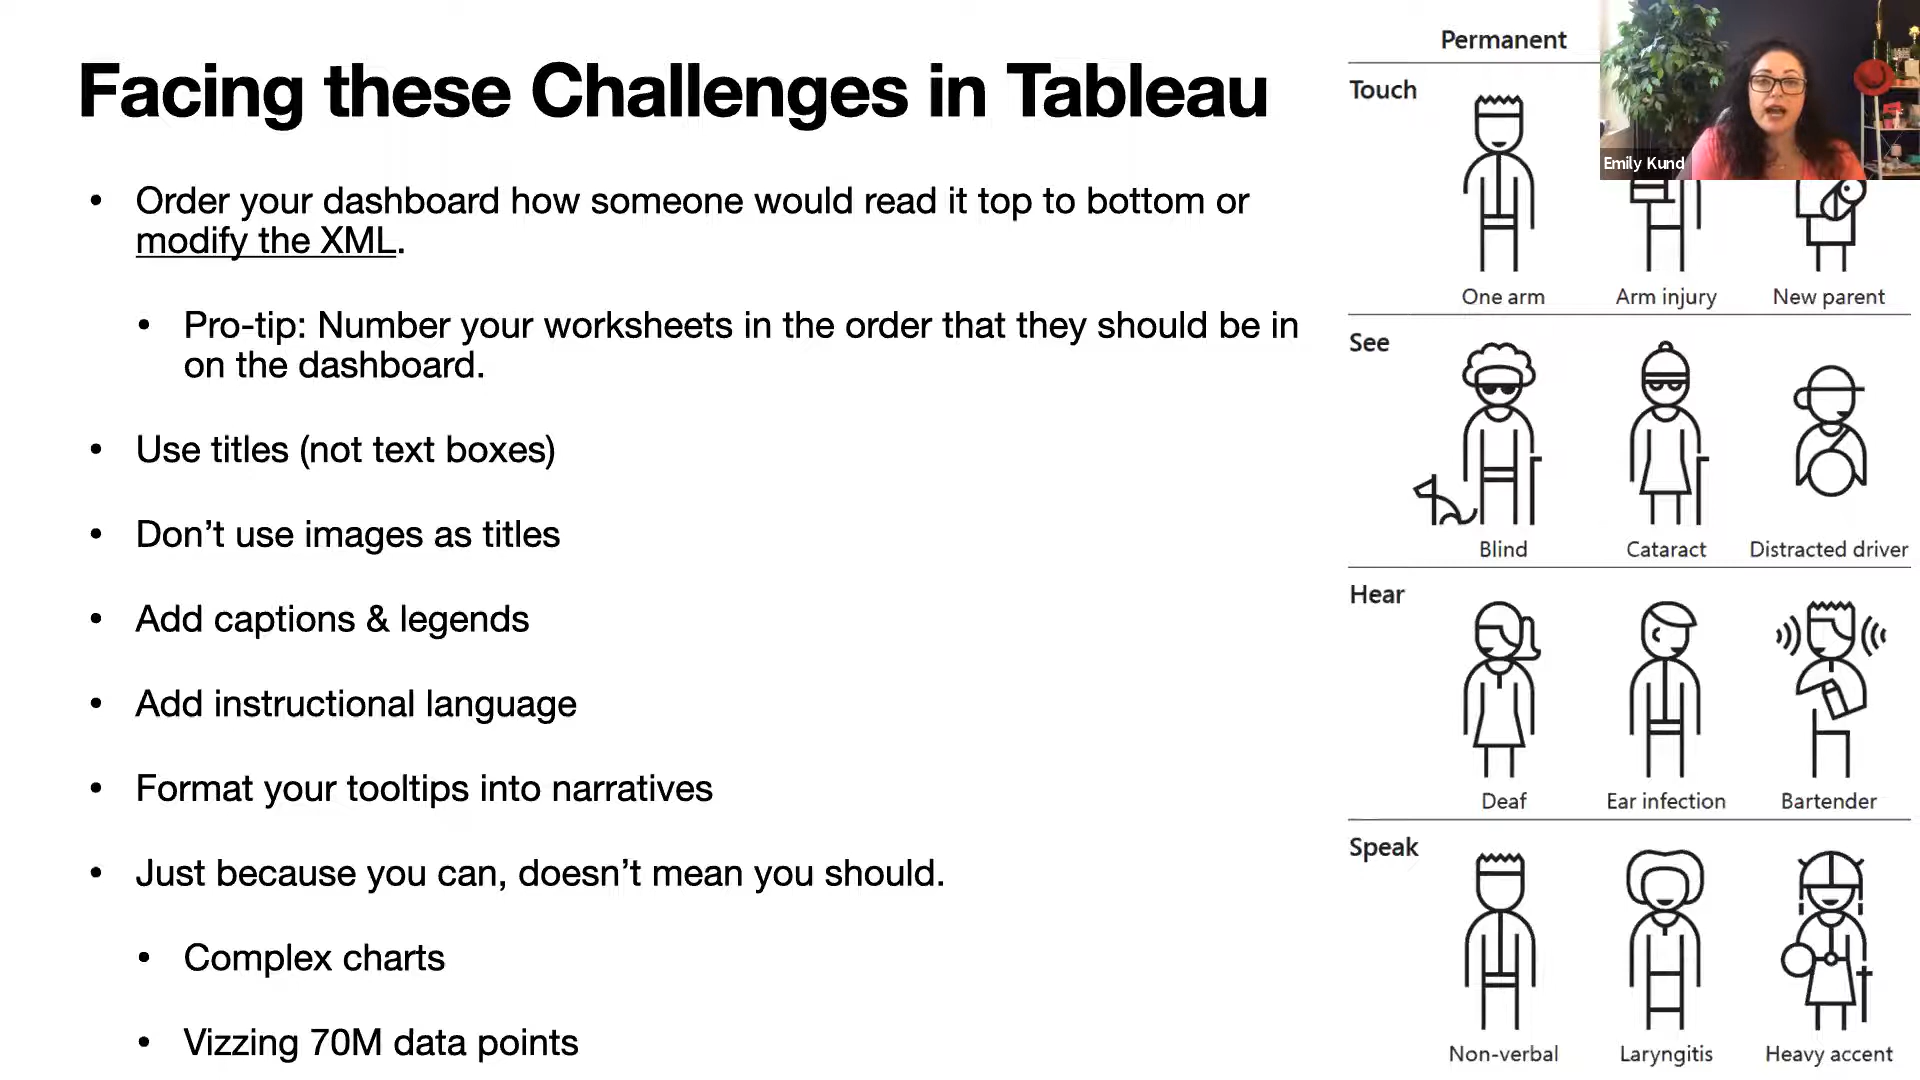 Facing these Challenges in Tableau
• Order your dashboard how someone would read it top to bottom or
modify the XML.
• Pro-tip: Number your worksheets in the order that they should be in
on the dashboard.
• Use titles (not text boxes)
• Don’t use images as titles
• Add captions & legends
• Add instructional language
• Format your tooltips into narratives
• Just because you can, doesn’t mean you should.
• Complex charts
• Vizzing 70M data points
Permanent
Emily Kund
Touch
One arm
Arm injury
New parent
See
Blind
Cataract
Distracted driver
Hear
Deaf
Ear infection
Bartender
Speak
Non-verbal
Laryngitis
Heavy accent